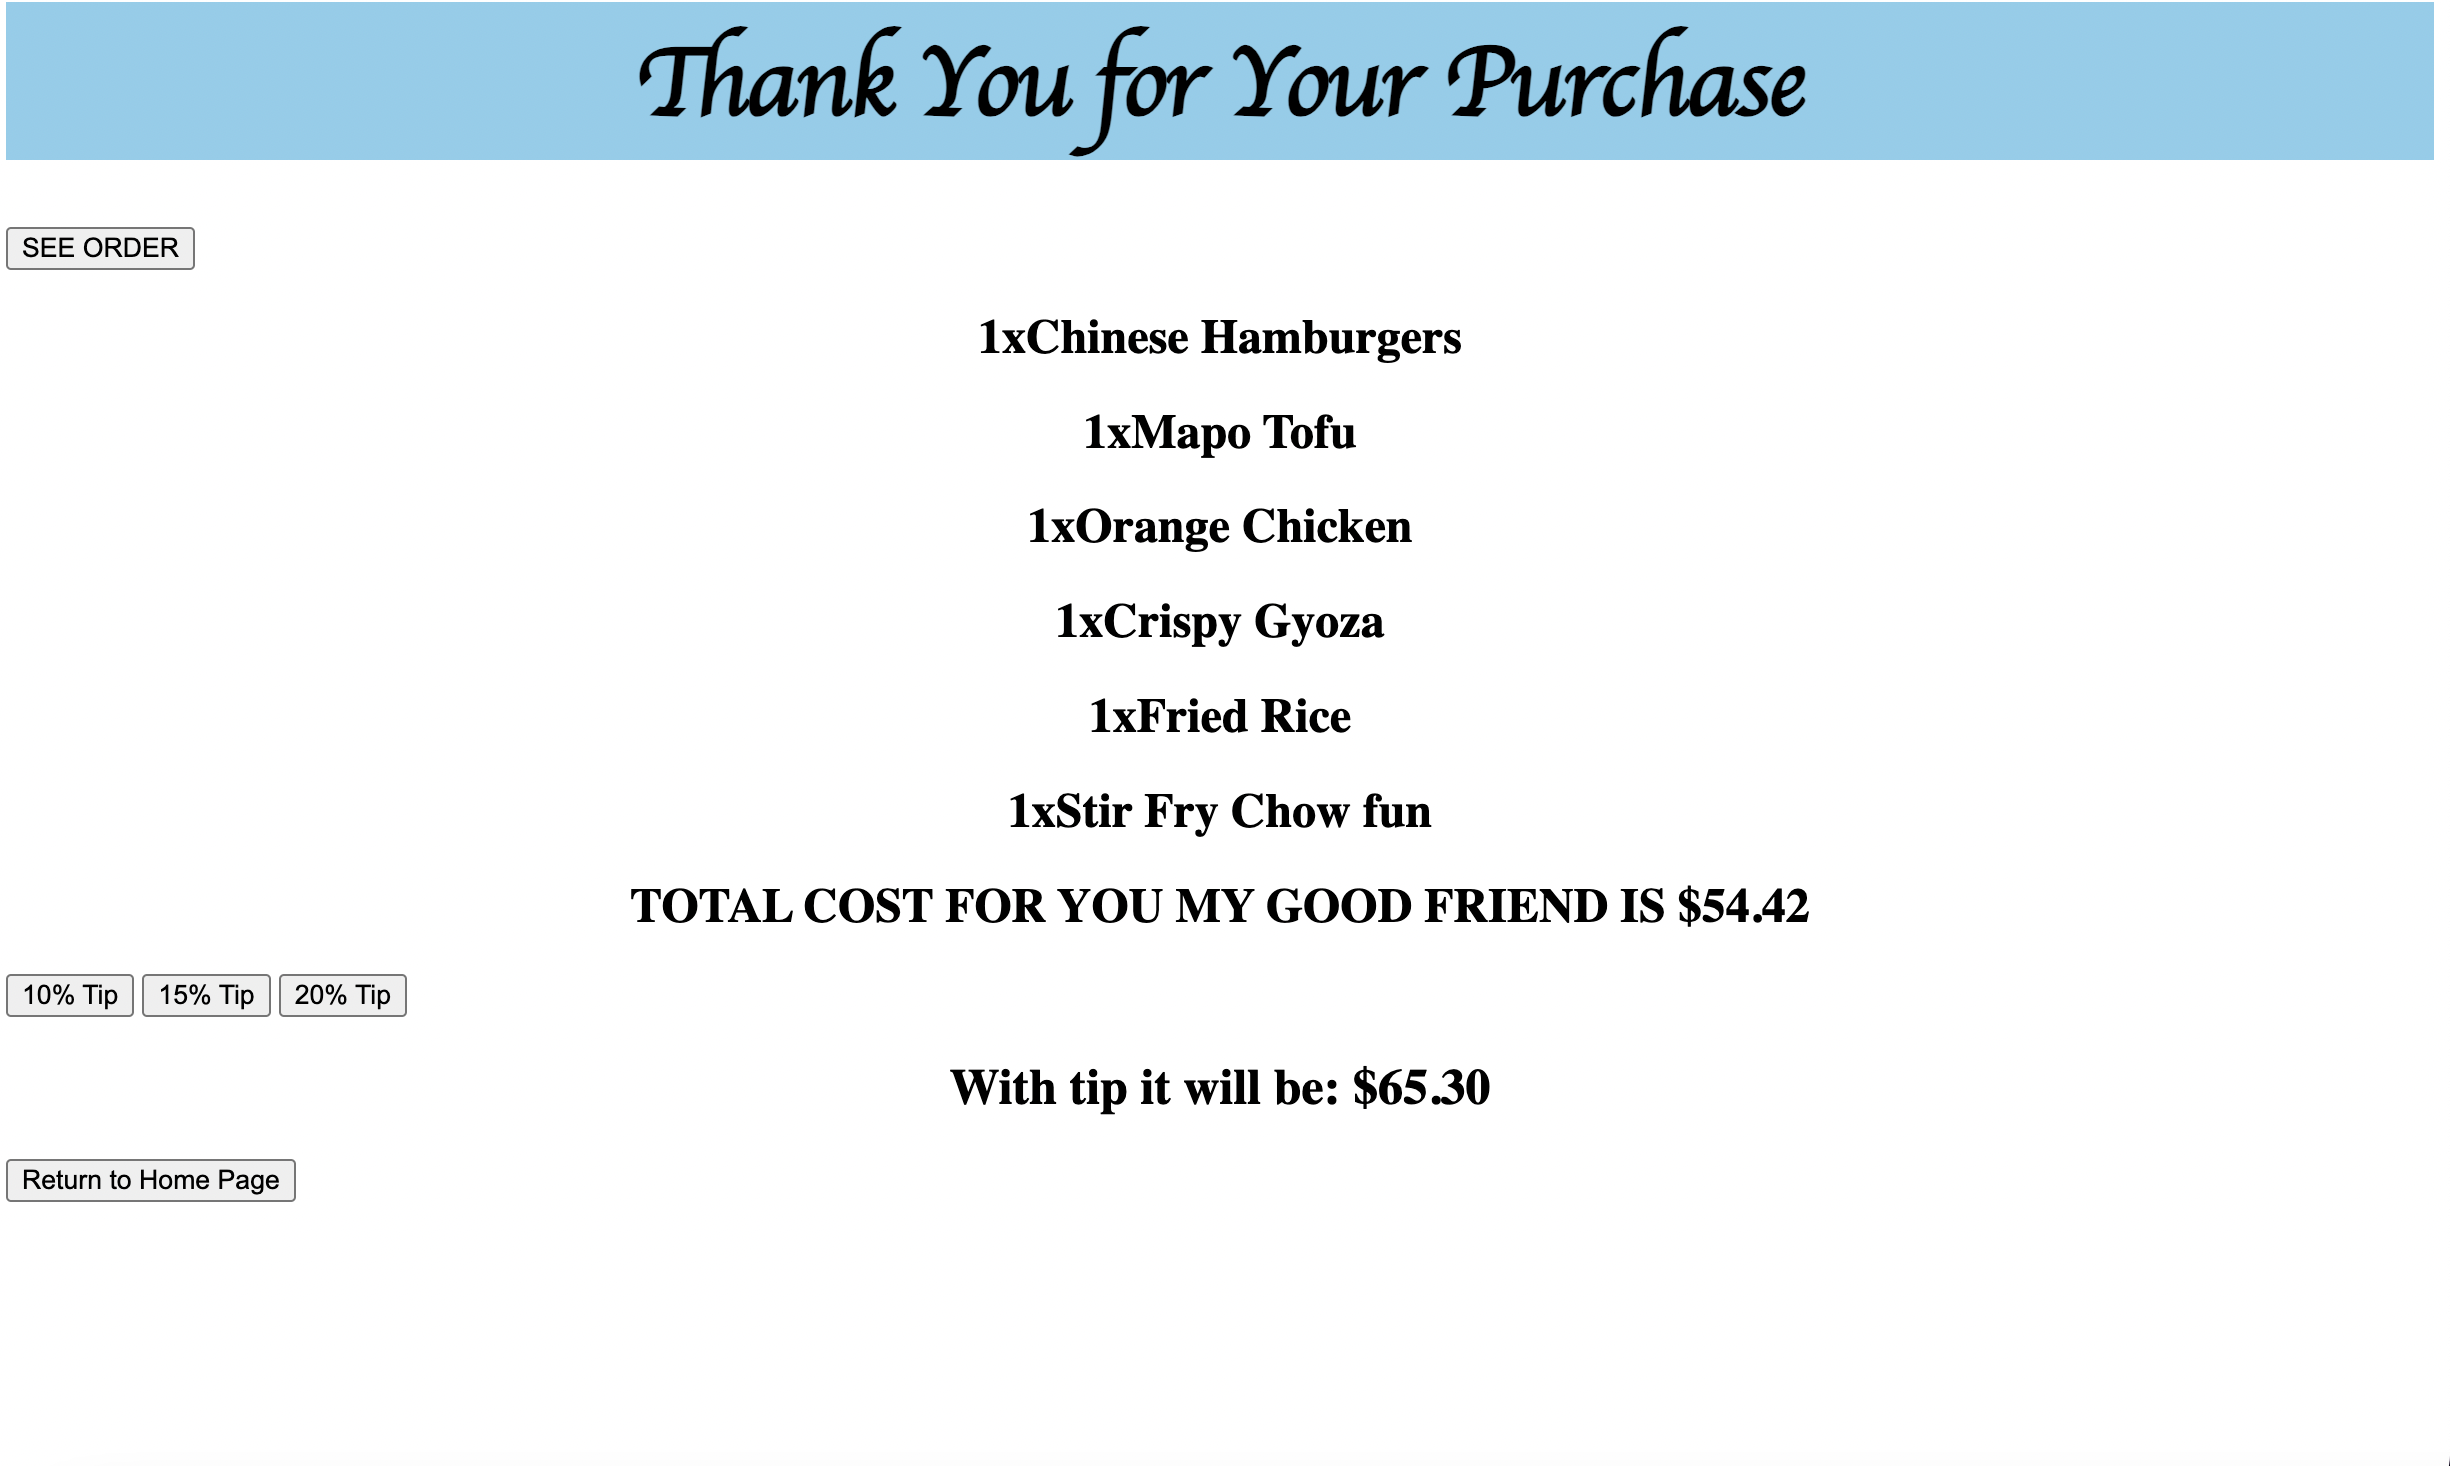 Thank You for Your Purchase
SEE ORDER
1xChinese Hamburgers
1xMapo Tofu
1xOrange Chicken
1xCrispy Gyoza
1xFried Rice
1xStir Fry Chow fun
TOTAL COST FOR YOU MY GOOD FRIEND IS $54.42
10% Tip 15% Tip 20% Tip
With tip it will be: $65.30
Return to Home Page